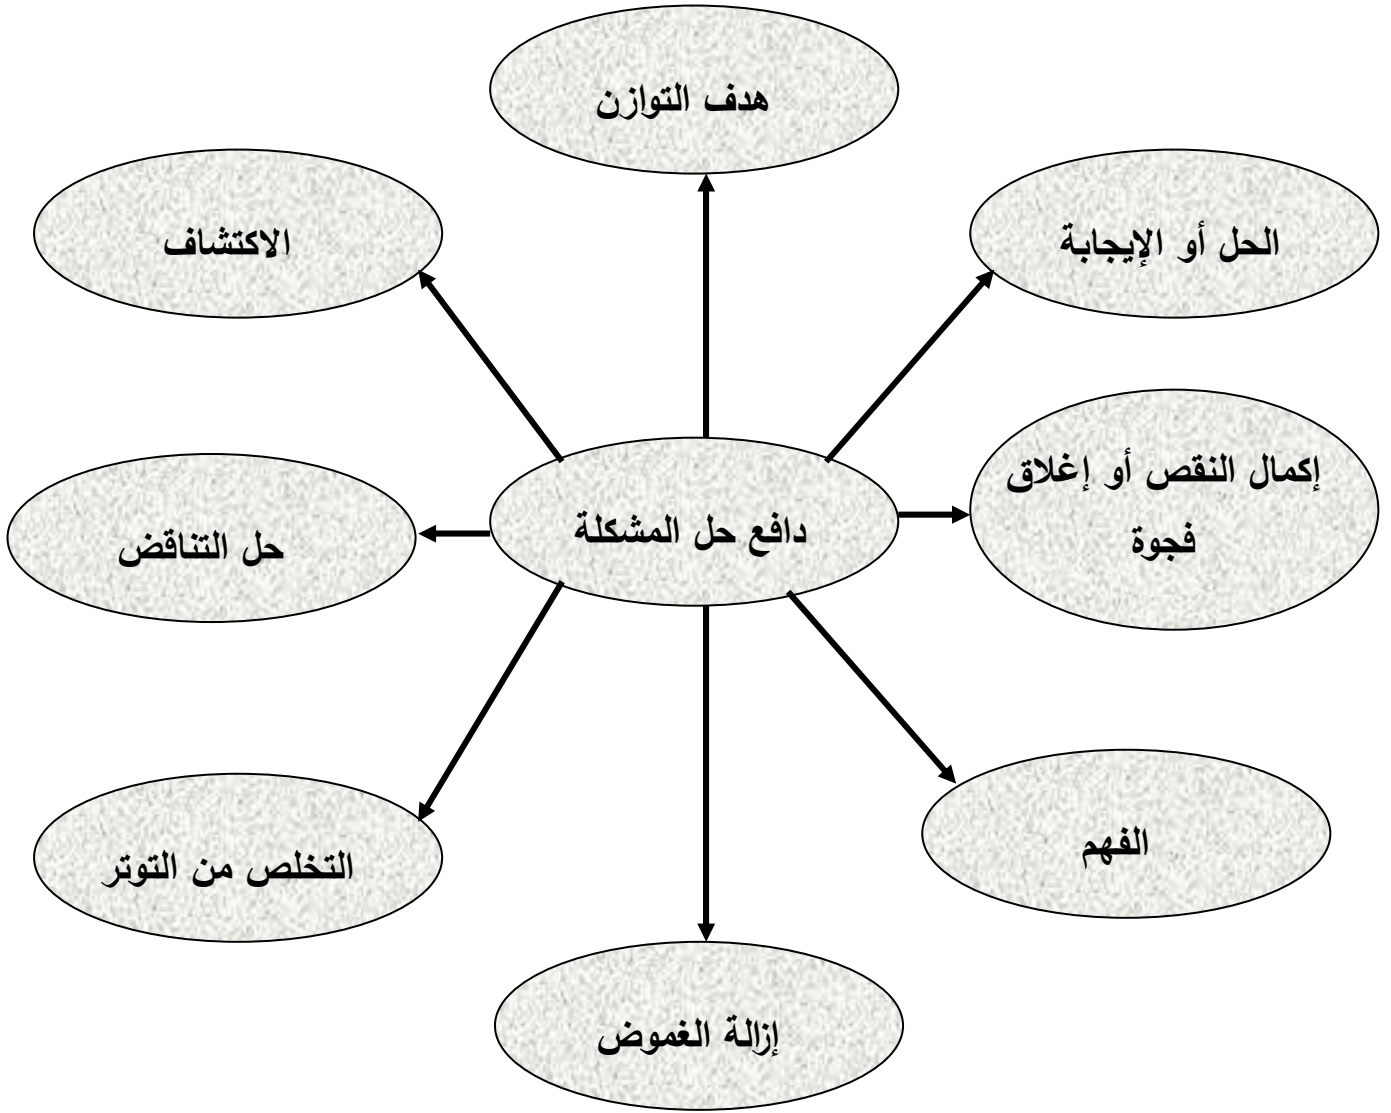 هدف التوازن
الحل أو الإيجابة
الاكتشاف
إكمال النقص أو إغلاق
فجوة
دافع حل المشكلة
حل التناقض
الفهم
التخلص من التوتر
إزالة الغموض